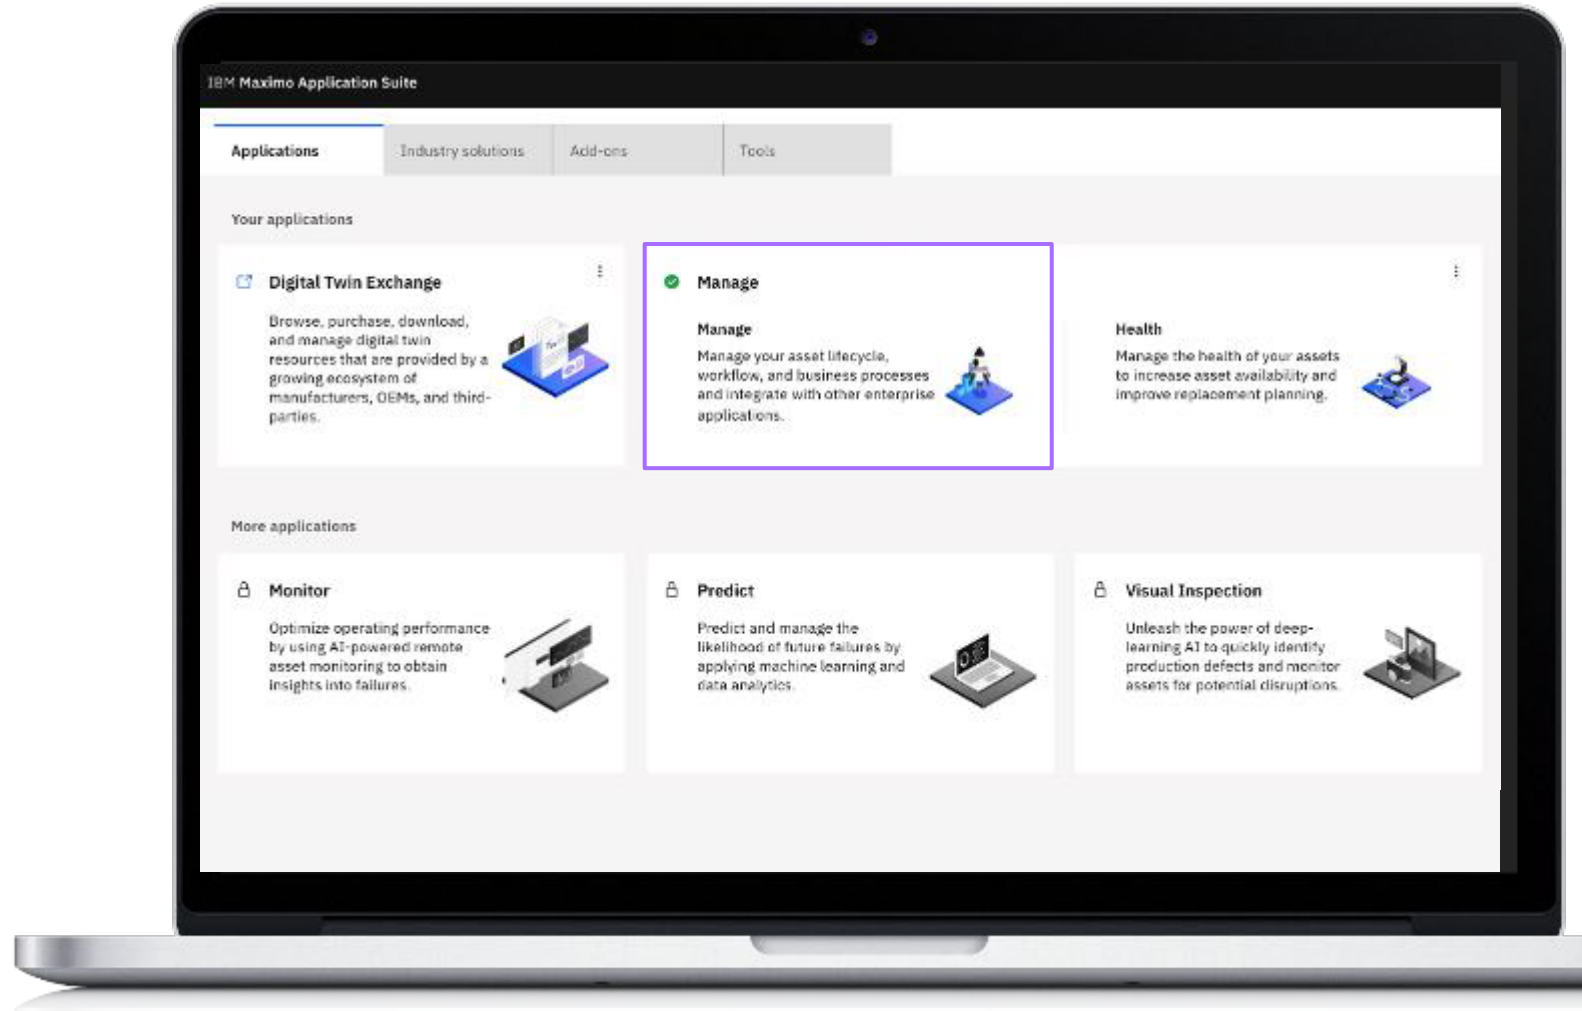 IBM Maximo Application Suite
Applications
Industry solutions
Add-ons
Tools
Your applications
Digital Twin Exchange
Browse, purchase, download,
and manage digital twin
resources that are provided by a
growing ecosystem of
manufacturers, OEMs, and third-
parties.
Manage
Manage
Manage your asset lifecycle,
workflow, and business processes
and integrate with other enterprise
applications.
Health
Manage the health of your assets
to increase asset availability and
improve replacement planning.
More applications
Monitor
Optimize operating performance
by using AI-powered remote
asset monitoring to obtain
insights into failures.
Predict
Predict and manage the
likelihood of future failures by
applying machine learning and
data analytics.
Visual Inspection
Unleash the power of deep-
learning AI to quickly identify
production defects and monitor
assets for potential disruptions.